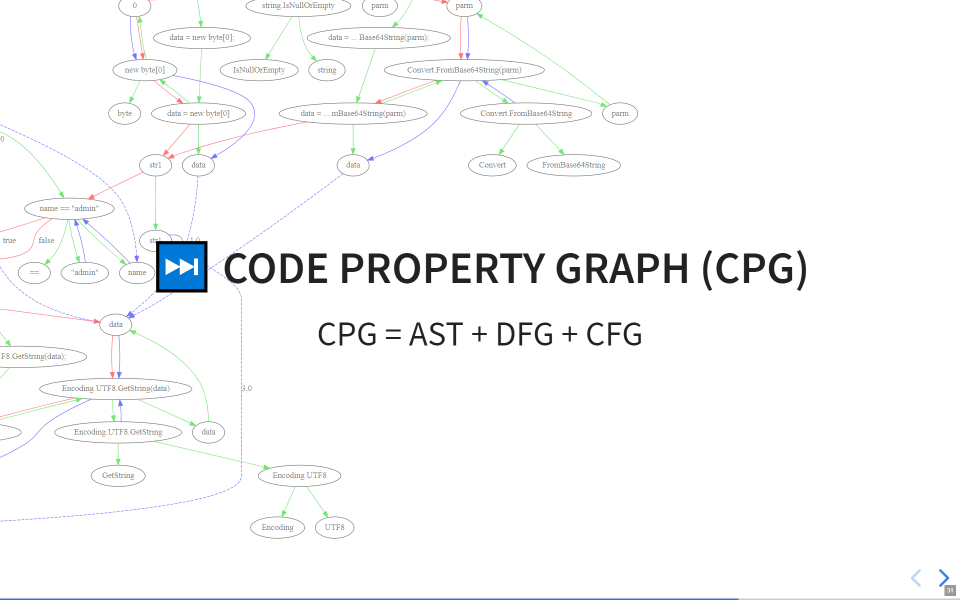 0
string.IsNullOrEmpty
parm
parm
data = new byte[0];
data = ... Base64String(parm);
new byte[0]
IsNullOrEmpty
string
Convert.FromBase64String(parm)
byte
data = new byte[0]
data = ... mBase64String(parm)
Convert.FromBase64String
parm
0
str1
data
data
Convert
FromBase64String
name == "admin"
true
false
str1
1.0
==
"admin"
name
⏭ CODE PROPERTY GRAPH (CPG)
CPG = AST + DFG + CFG
data
F8.GetString(data);
Encoding.UTF8.GetString(data)
3.0
Encoding.UTF8.GetString
data
GetString
Encoding.UTF8
Encoding
UTF8
31